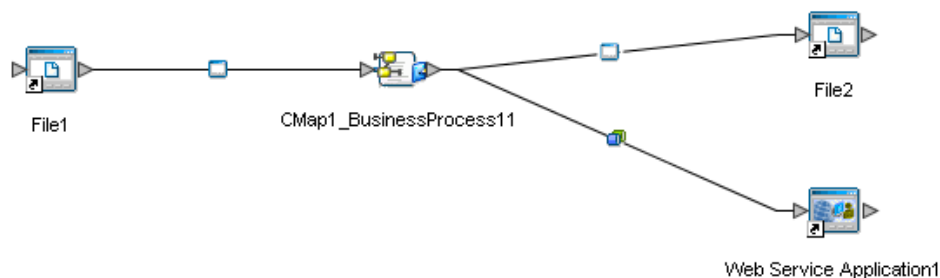 File1
CMap1_BusinessProcess11
File2
Web Service Application1